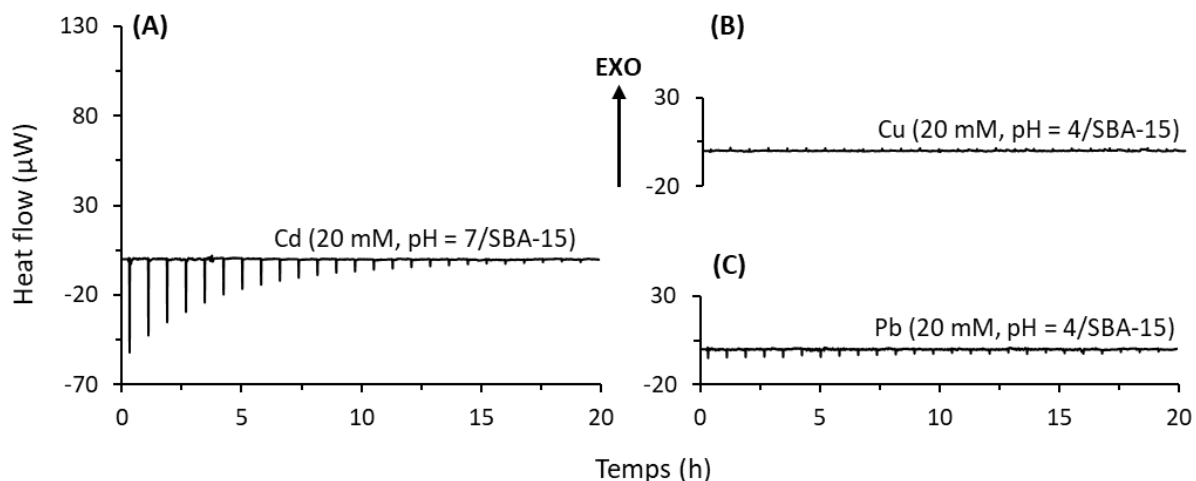 (A)
130
80
30
-20
-70
Heat flow (µW)
Cd (20 mM, pH = 7/SBA-15)
0
5
10
15
20
EXO
(B)
30
-20
Cu (20 mM, pH = 4/SBA-15)
(C)
30
-20
Pb (20 mM, pH = 4/SBA-15)
0
5
10
15
20
Temps (h)